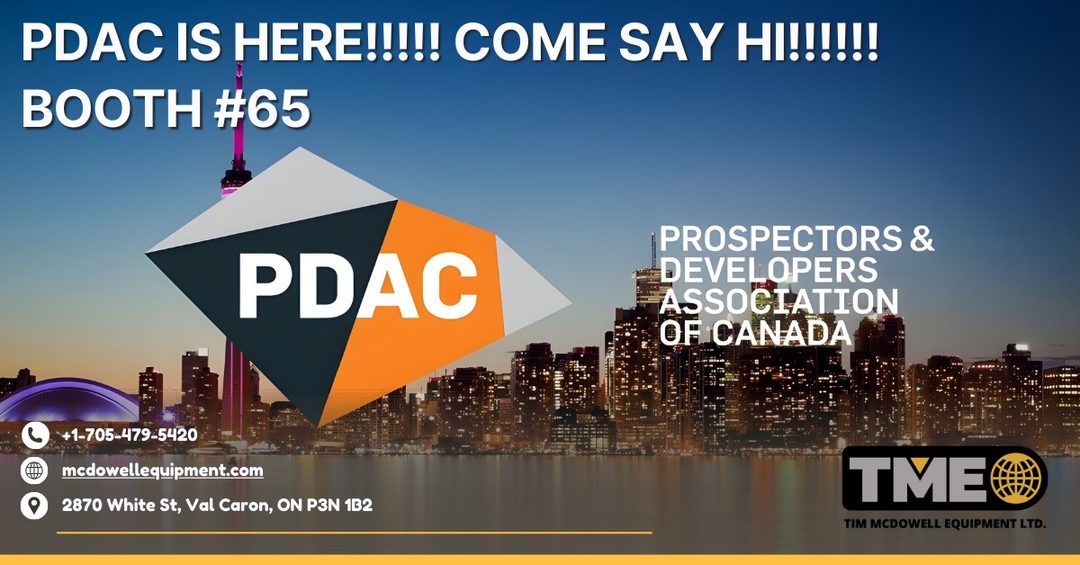 PDAC IS HERE!!!!! COME SAY HI!!!!!!
BOOTH #65
PDAC
PROSPECTORS &
DEVELOPERS
ASSOCIATION
OF CANADA
+1-705-479-5420
mcdowellequipment.com
2870 White St, Val Caron, ON P3N 1B2
TME
TIM MCDOWELL EQUIPMENT LTD.